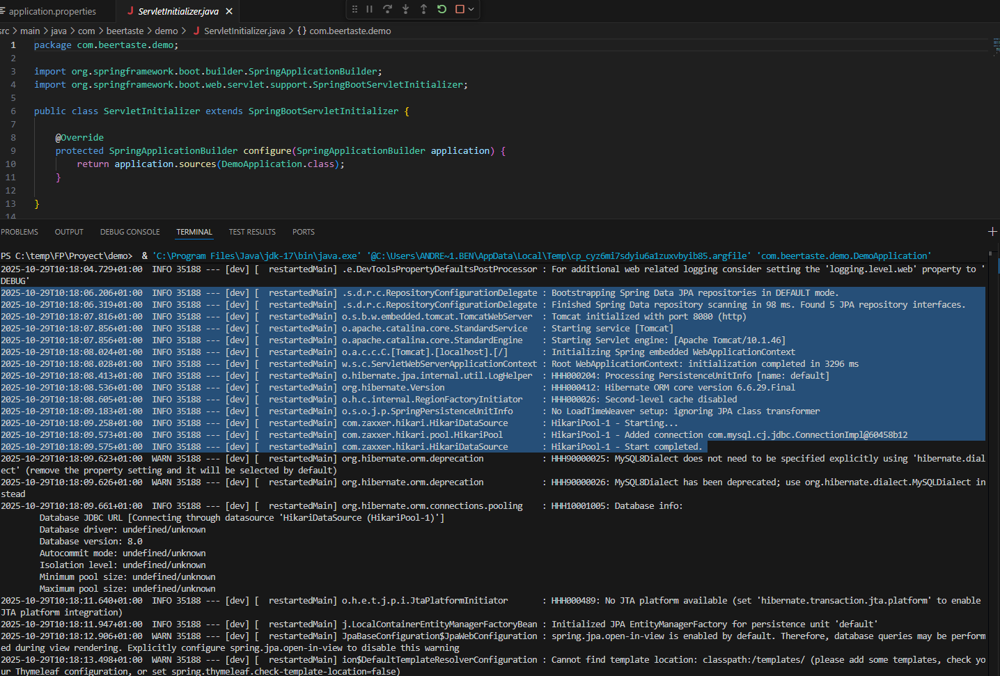 application.properties
ServletInitializer.java
src > main > java > com > beertaste > demo > ServletInitializer.java > {} com.beertaste.demo
1 package com.beertaste.demo;
2
3 import org.springframework.boot.builder.SpringApplicationBuilder;
4 import org.springframework.boot.web.servlet.support.SpringBootServletInitializer;
5
6 public class ServletInitializer extends SpringBootServletInitializer {
7
8 @Override
9 protected SpringApplicationBuilder configure(SpringApplicationBuilder application) {
10 return application.sources(DemoApplication.class);
11 }
12
13 }
14
PROBLEMS OUTPUT DEBUG CONSOLE TERMINAL TEST RESULTS PORTS
PS C:\temp\FP\Proyect\demo> & 'C:\Program Files\Java\jdk-17\bin\java.exe' '@C:\Users\ANDRE~1.BEN\AppData\Local\Temp\cp_cyz6mi7sdyiu6a1zuxvbyib85.argfile' 'com.beertaste.demo.DemoApplication'
2025-10-29T10:18:04.729+01:00 INFO 35188 --- [dev] [ restartedMain] .e.DevToolsPropertyDefaultsPostProcessor : For additional web related logging consider setting the 'logging.level.web' property to '
DEBUG'
2025-10-29T10:18:06.206+01:00 INFO 35188 --- [dev] [ restartedMain] .s.d.r.c.RepositoryConfigurationDelegate : Bootstrapping Spring Data JPA repositories in DEFAULT mode.
2025-10-29T10:18:06.319+01:00 INFO 35188 --- [dev] [ restartedMain] .s.d.r.c.RepositoryConfigurationDelegate : Finished Spring Data repository scanning in 98 ms. Found 5 JPA repository interfaces.
2025-10-29T10:18:07.816+01:00 INFO 35188 --- [dev] [ restartedMain] o.s.b.w.embedded.tomcat.TomcatWebServer : Tomcat initialized with port 8080 (http)
2025-10-29T10:18:07.856+01:00 INFO 35188 --- [dev] [ restartedMain] o.apache.catalina.core.StandardService : Starting service [Tomcat]
2025-10-29T10:18:07.856+01:00 INFO 35188 --- [dev] [ restartedMain] o.apache.catalina.core.StandardEngine : Starting Servlet engine: [Apache Tomcat/10.1.46]
2025-10-29T10:18:08.024+01:00 INFO 35188 --- [dev] [ restartedMain] o.a.c.c.C.[Tomcat].[localhost].[/] : Initializing Spring embedded WebApplicationContext
2025-10-29T10:18:08.028+01:00 INFO 35188 --- [dev] [ restartedMain] w.s.c.ServletWebServerApplicationContext : Root WebApplicationContext: initialization completed in 3296 ms
2025-10-29T10:18:08.413+01:00 INFO 35188 --- [dev] [ restartedMain] o.hibernate.jpa.internal.util.LogHelper : HHH000204: Processing PersistenceUnitInfo [name: default]
2025-10-29T10:18:08.536+01:00 INFO 35188 --- [dev] [ restartedMain] org.hibernate.Version : HHH000412: Hibernate ORM core version 6.6.29.Final
2025-10-29T10:18:08.605+01:00 INFO 35188 --- [dev] [ restartedMain] o.h.c.internal.RegionFactoryInitiator : HHH000026: Second-level cache disabled
2025-10-29T10:18:09.183+01:00 INFO 35188 --- [dev] [ restartedMain] o.s.o.j.p.SpringPersistenceUnitInfo : No LoadTimeWeaver setup: ignoring JPA class transformer
2025-10-29T10:18:09.258+01:00 INFO 35188 --- [dev] [ restartedMain] com.zaxxer.hikari.HikariDataSource : HikariPool-1 - Starting...
2025-10-29T10:18:09.573+01:00 INFO 35188 --- [dev] [ restartedMain] com.zaxxer.hikari.pool.HikariPool : HikariPool-1 - Added connection com.mysql.cj.jdbc.ConnectionImpl@60458b12
2025-10-29T10:18:09.575+01:00 INFO 35188 --- [dev] [ restartedMain] com.zaxxer.hikari.HikariDataSource : HikariPool-1 - Start completed.
2025-10-29T10:18:09.623+01:00 WARN 35188 --- [dev] [ restartedMain] org.hibernate.orm.deprecation : HHH90000025: MySQL8Dialect does not need to be specified explicitly using 'hibernate.dial
ect' (remove the property setting and it will be selected by default)
2025-10-29T10:18:09.626+01:00 WARN 35188 --- [dev] [ restartedMain] org.hibernate.orm.deprecation : HHH90000026: MySQL8Dialect has been deprecated; use org.hibernate.dialect.MySQLDialect in
stead
2025-10-29T10:18:09.661+01:00 INFO 35188 --- [dev] [ restartedMain] org.hibernate.orm.connections.pooling : HHH10001005: Database info:
Database JDBC URL [Connecting through datasource 'HikariDataSource (HikariPool-1)']
Database driver: undefined/unknown
Database version: 8.0
Autocommit mode: undefined/unknown
Isolation level: undefined/unknown
Minimum pool size: undefined/unknown
Maximum pool size: undefined/unknown
2025-10-29T10:18:11.640+01:00 INFO 35188 --- [dev] [ restartedMain] o.h.e.t.j.p.i.JtaPlatformInitiator : HHH000489: No JTA platform available (set 'hibernate.transaction.jta.platform' to enable
JTA platform integration)
2025-10-29T10:18:11.947+01:00 INFO 35188 --- [dev] [ restartedMain] j.LocalContainerEntityManagerFactoryBean : Initialized JPA EntityManagerFactory for persistence unit 'default'
2025-10-29T10:18:12.906+01:00 WARN 35188 --- [dev] [ restartedMain] JpaBaseConfiguration$JpaWebConfiguration : spring.jpa.open-in-view is enabled by default. Therefore, database queries may be perform
ed during view rendering. Explicitly configure spring.jpa.open-in-view to disable this warning
2025-10-29T10:18:13.498+01:00 WARN 35188 --- [dev] [ restartedMain] ion$DefaultTemplateResolverConfiguration : Cannot find template location: classpath:/templates/ (please add some templates, check yo
ur Thymeleaf configuration, or set spring.thymeleaf.check-template-location=false)